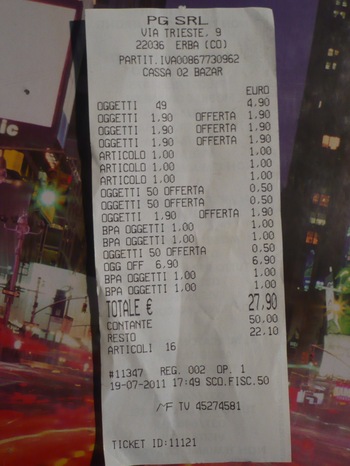 PG SRL
VIA TRIESTE, 9
22036 ERBA (CO)
PARTIT.IVA00867730962
CASSA 02 BAZAR
EURO
OGGETTI 49 4.90
OGGETTI 1.90 OFFERTA 1.90
OGGETTI 1.90 OFFERTA 1.90
OGGETTI 1.90 OFFERTA 1.90
ARTICOLO 1.00 1.00
ARTICOLO 1.00 1.00
ARTICOLO 1.00 1.00
OGGETTI 50 OFFERTA 0.50
OGGETTI 50 OFFERTA 0.50
OGGETTI 1.90 OFFERTA 1.90
BPA OGGETTI 1.00 1.00
BPA OGGETTI 1.00 1.00
OGGETTI 50 OFFERTA 0.50
OGG OFF 6.90 6.90
BPA OGGETTI 1.00 1.00
BPA OGGETTI 1.00 1.00
TOTALE € 27,90
CONTANTE 50,00
RESTO 22,10
ARTICOLI 16
#11347 REG. 002 OP. 1
19-07-2011 17:49 SCO.FISC.50
MF TV 45274581
TICKET ID:11121
ic